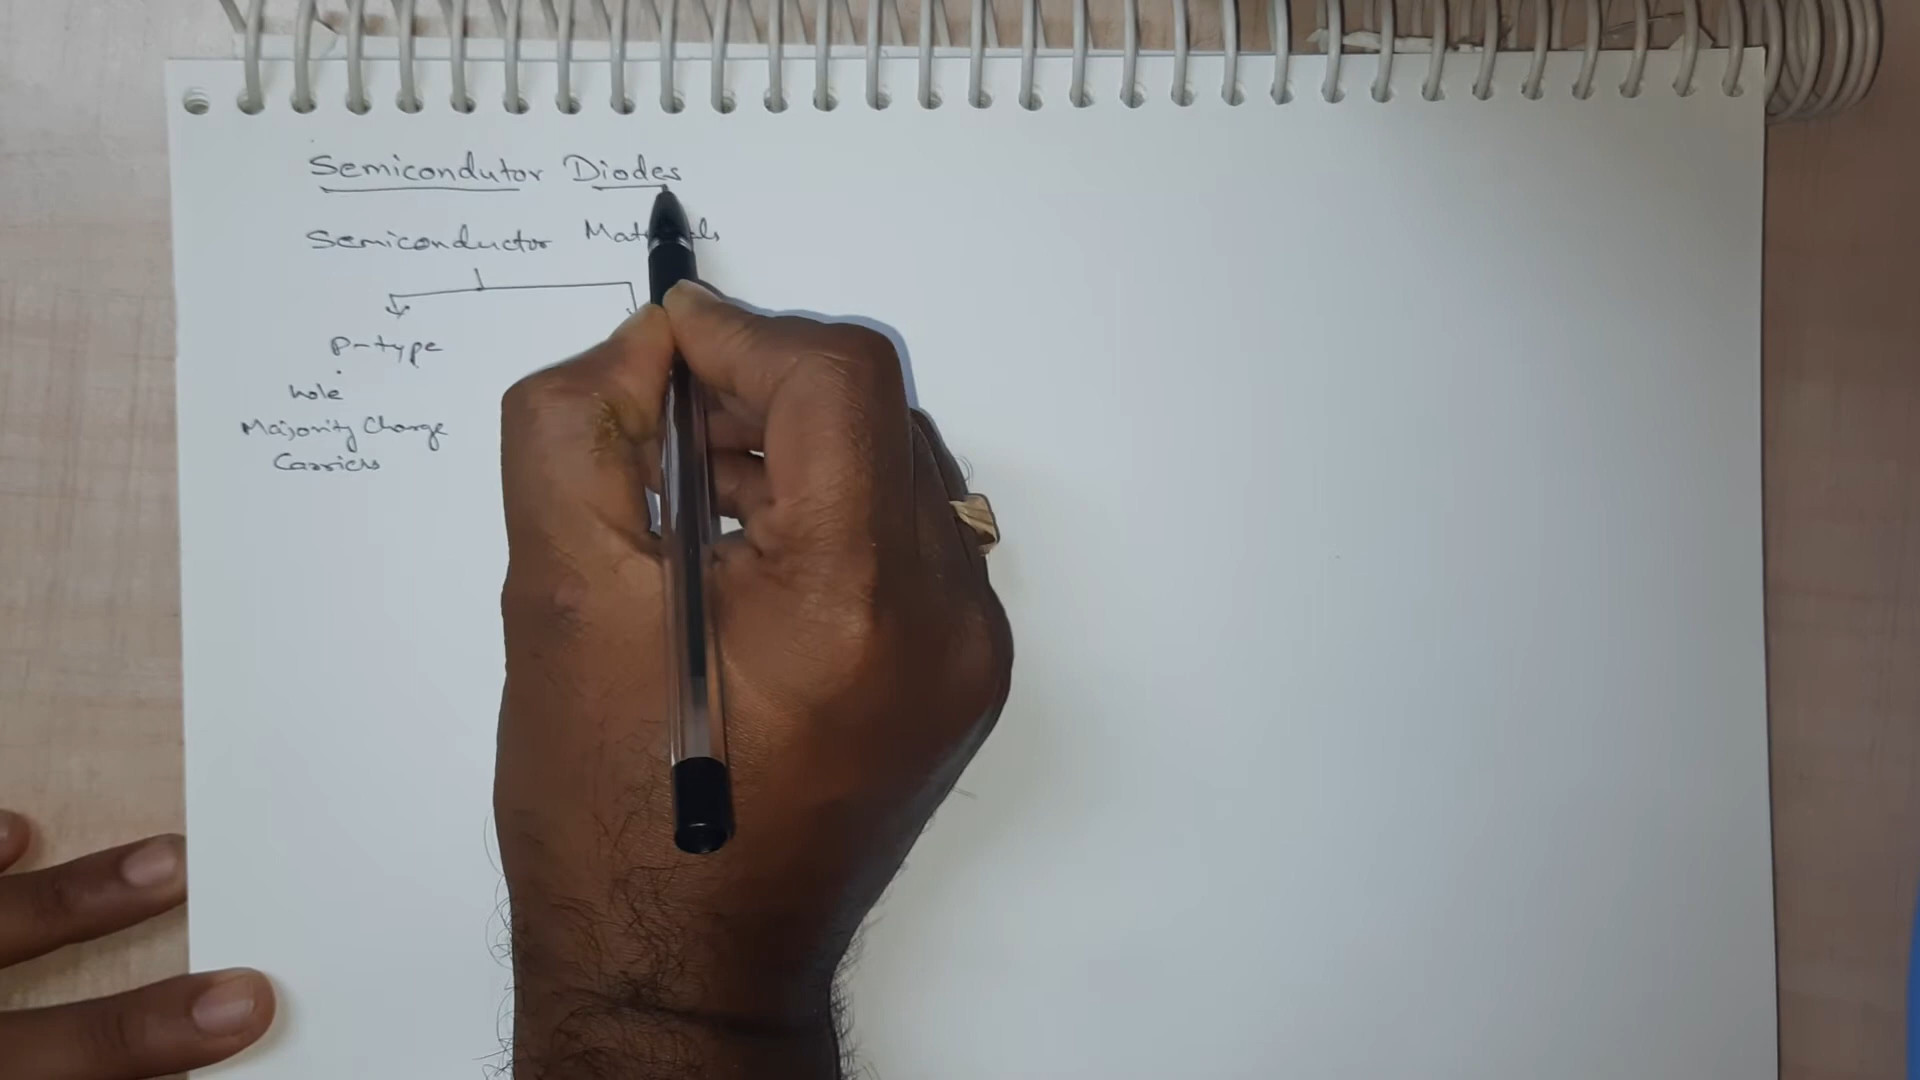 Semicondutor Diodes
Semiconductor
P-type
hole
Majority Charge
Carriers